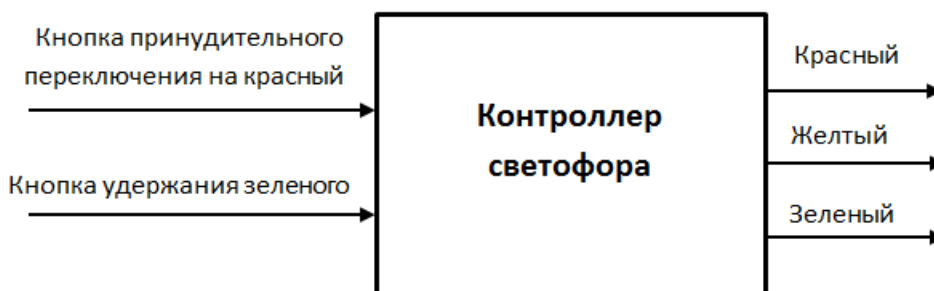 Кнопка принудительного
переключения на красный
Кнопка удержания зеленого
Контроллер
светофора
Красный
Желтый
Зеленый